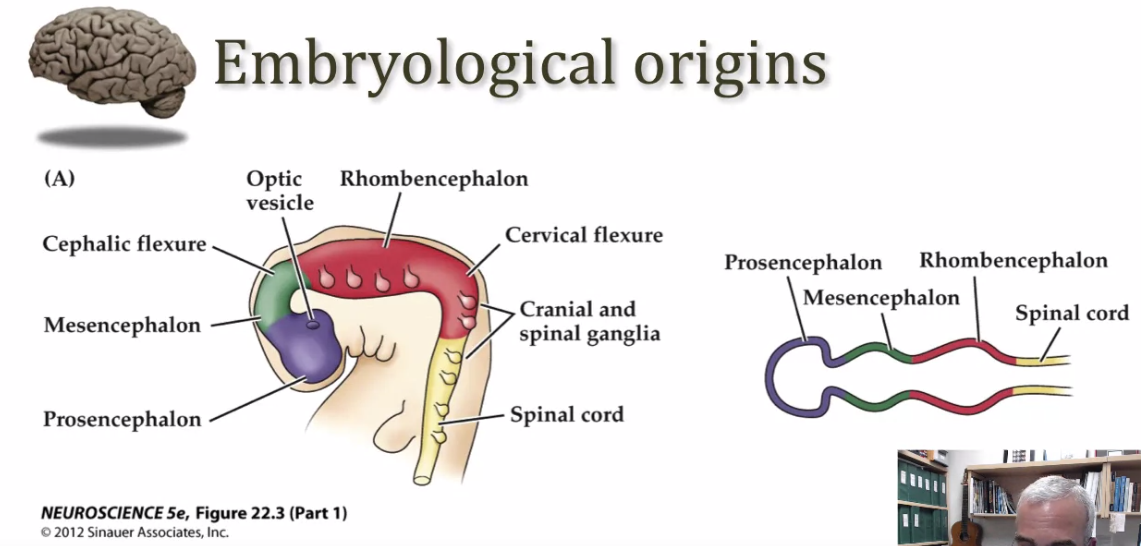 Embryological origins
(A)
Optic
vesicle
Rhombencephalon
Cephalic flexure
Cervical flexure
Mesencephalon
Cranial and
spinal ganglia
Prosencephalon
Spinal cord
Prosencephalon
Rhombencephalon
Mesencephalon
Spinal cord
NEUROSCIENCE 5e, Figure 22.3 (Part 1)
© 2012 Sinauer Associates, Inc.